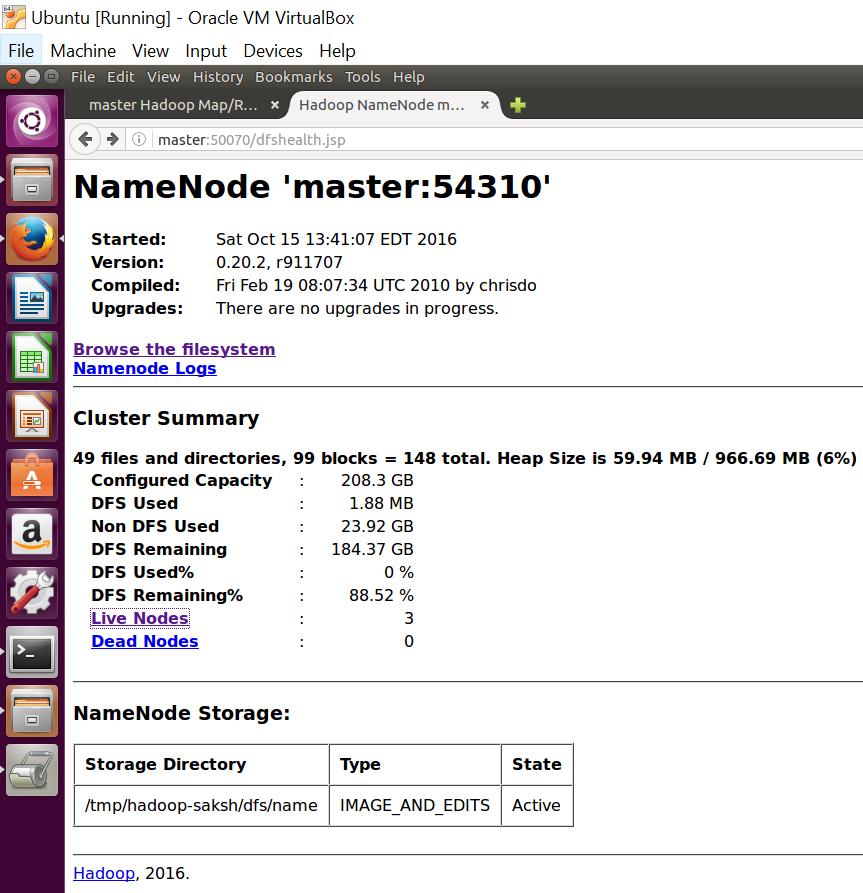 Ubuntu [Running] - Oracle VM VirtualBox
File Machine View Input Devices Help
File Edit View History Bookmarks Tools Help
master Hadoop Map/R... × Hadoop NameNode m... ×
master:50070/dfshealth.jsp
NameNode 'master:54310'
Started: Sat Oct 15 13:41:07 EDT 2016
Version: 0.20.2, r911707
Compiled: Fri Feb 19 08:07:34 UTC 2010 by chrisdo
Upgrades: There are no upgrades in progress.
Browse the filesystem
Namenode Logs
Cluster Summary
49 files and directories, 99 blocks = 148 total. Heap Size is 59.94 MB / 966.69 MB (6%)
Configured Capacity : 208.3 GB
DFS Used : 1.88 MB
Non DFS Used : 23.92 GB
DFS Remaining : 184.37 GB
DFS Used% : 0 %
DFS Remaining% : 88.52 %
Live Nodes : 3
Dead Nodes : 0
NameNode Storage:
Storage Directory Type State
/tmp/hadoop-saksh/dfs/name IMAGE_AND_EDITS Active
Hadoop, 2016.